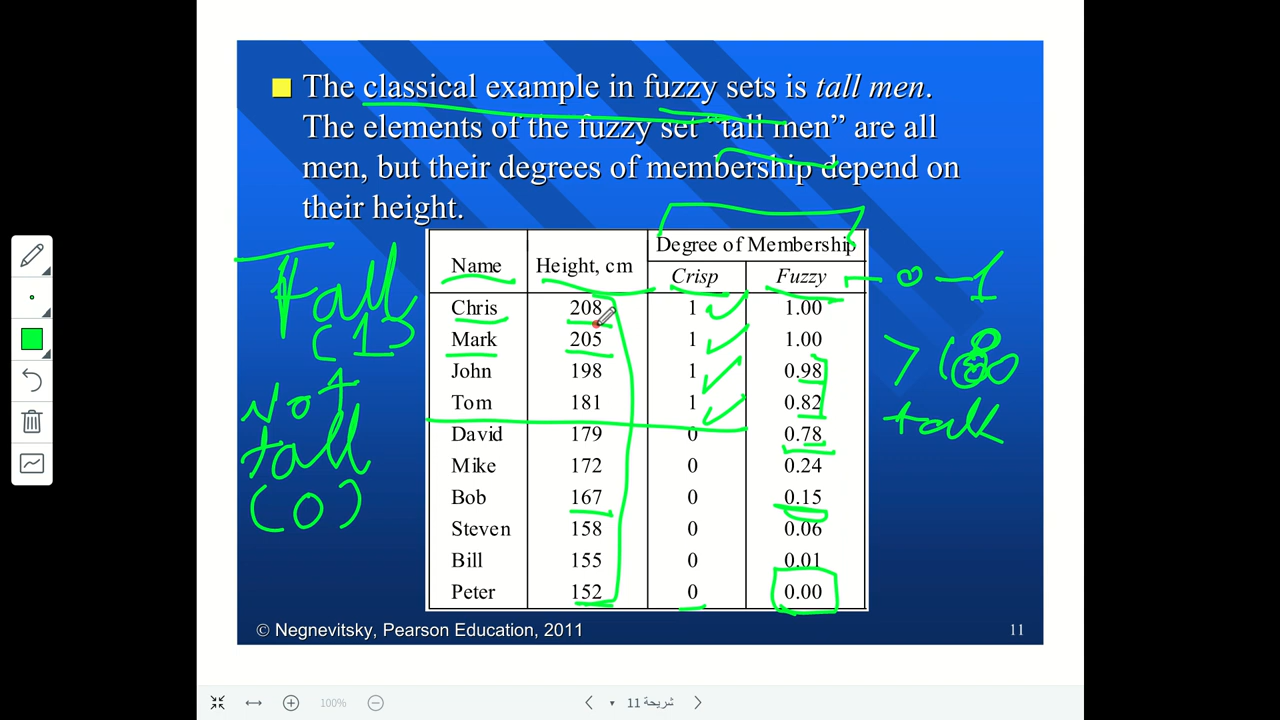 The classical example in fuzzy sets is tall men.
The elements of the fuzzy set “tall men” are all
men, but their degrees of membership depend on
their height.
Name Height, cm Degree of Membership
Crisp Fuzzy
Chris 208 1 1.00
Mark 205 1 1.00
John 198 1 0.98
Tom 181 1 0.82
David 179 0 0.78
Mike 172 0 0.24
Bob 167 0 0.15
Steven 158 0 0.06
Bill 155 0 0.01
Peter 152 0 0.00
Tall
(1)
Not
tall
(0)
0 – 1
> 180
tall
© Negnevitsky, Pearson Education, 2011
11
100%
شريحة 11